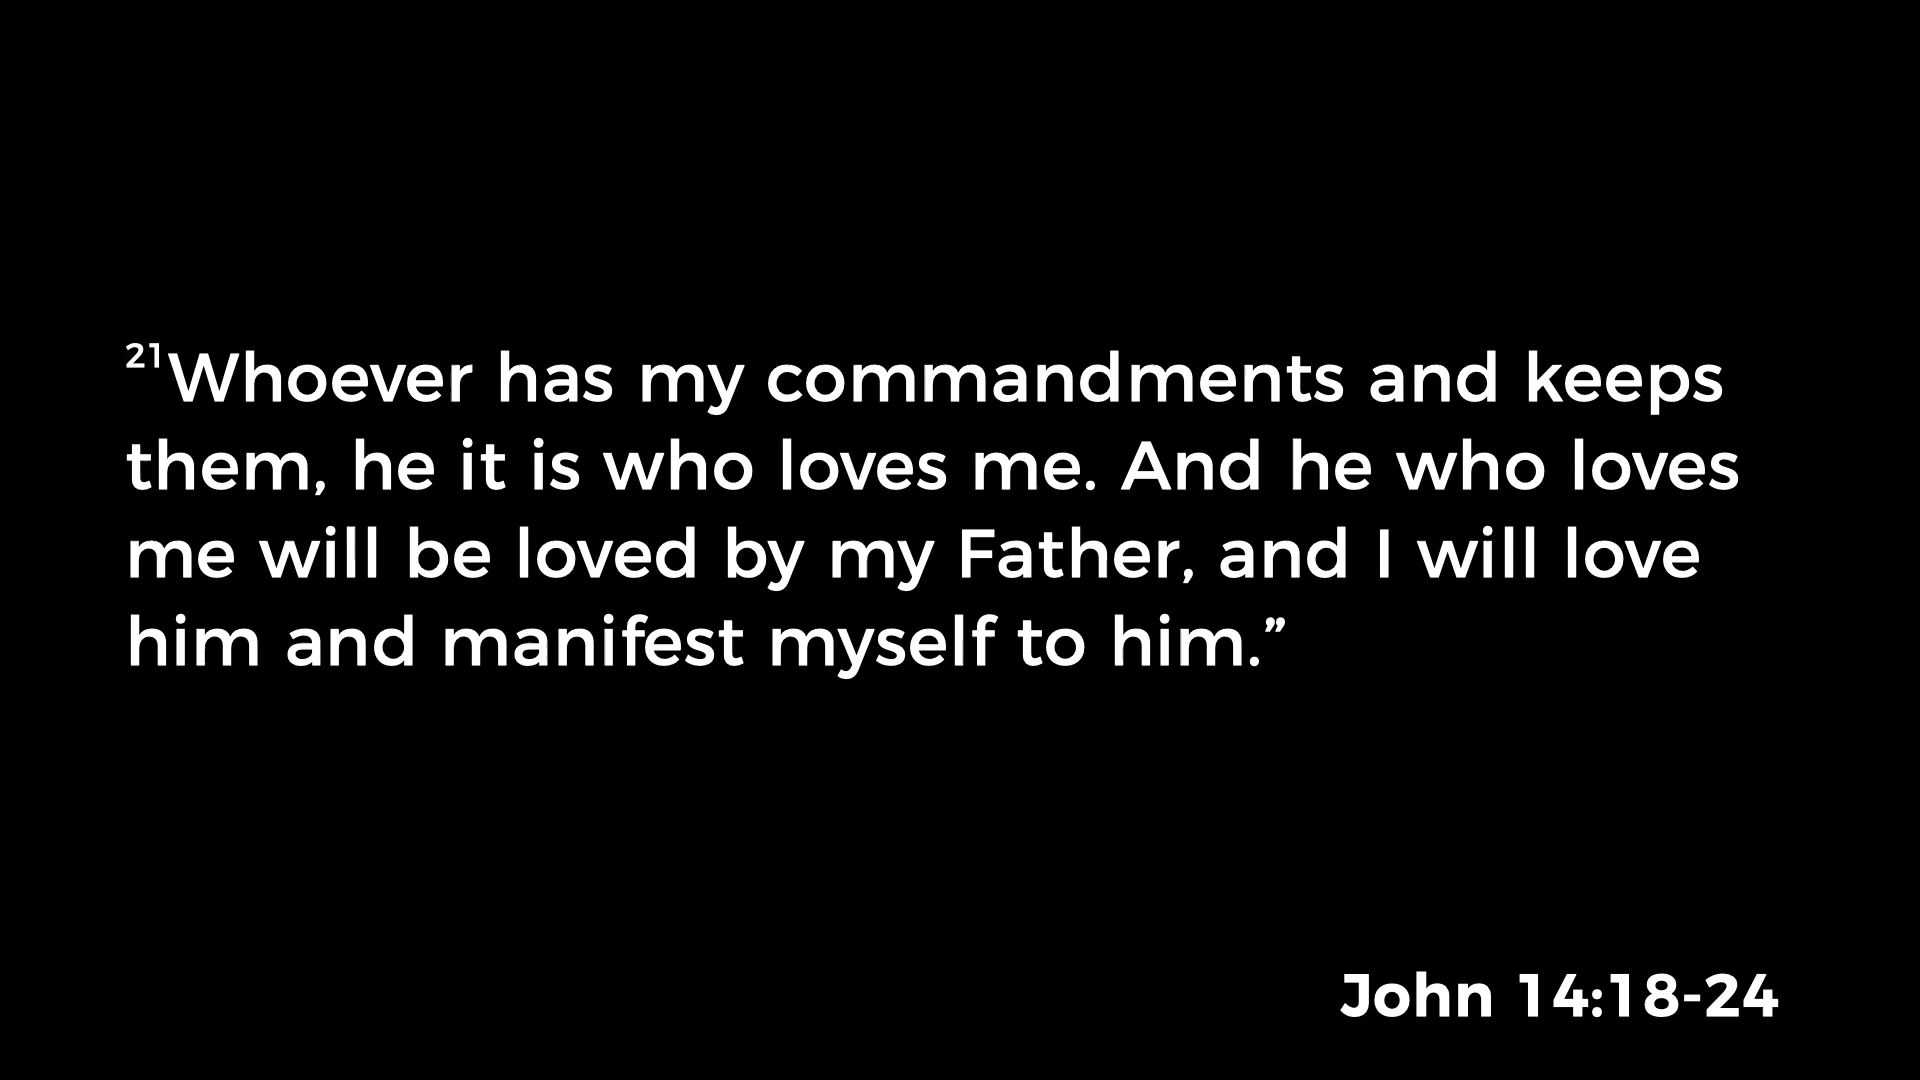 21Whoever has my commandments and keeps
them, he it is who loves me. And he who loves
me will be loved by my Father, and I will love
him and manifest myself to him.”
John 14:18-24